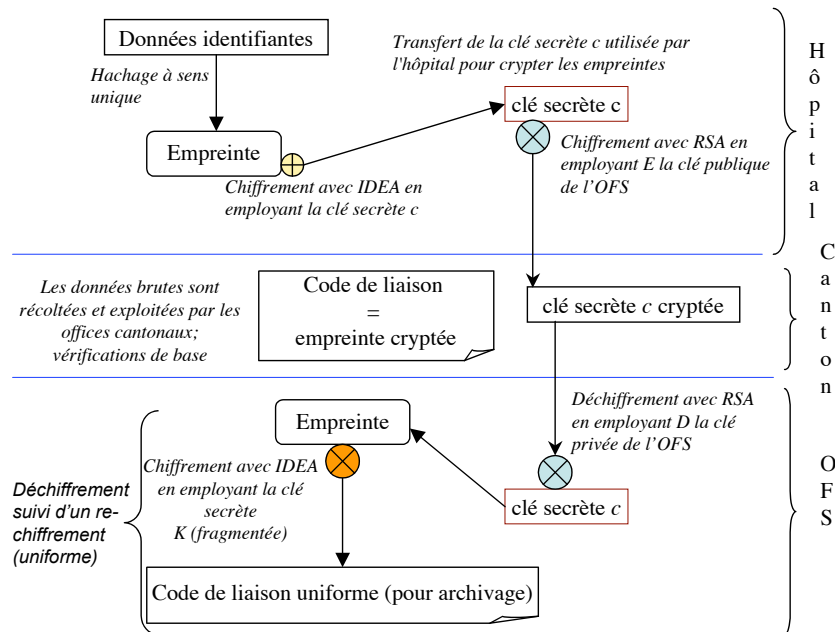 Données identifiantes
Hachage à sens
unique
Empreinte
Chiffrement avec IDEA en
employant la clé secrète c
Transfert de la clé secrète c utilisée par
l'hôpital pour crypter les empreintes
clé secrète c
Chiffrement avec RSA en
employant E la clé publique
de l'OFS
Hôpital
Les données brutes sont
récoltées et exploitées par les
offices cantonaux;
vérifications de base
Code de liaison
=
empreinte cryptée
clé secrète c cryptée
Canton
Déchiffrement
suivi d'un re-
chiffrement
(uniforme)
Empreinte
Chiffrement avec IDEA
en employant la clé
secrète
K (fragmentée)
Déchiffrement avec RSA
en employant D la clé
privée de l'OFS
clé secrète c
Code de liaison uniforme (pour archivage)
OFS